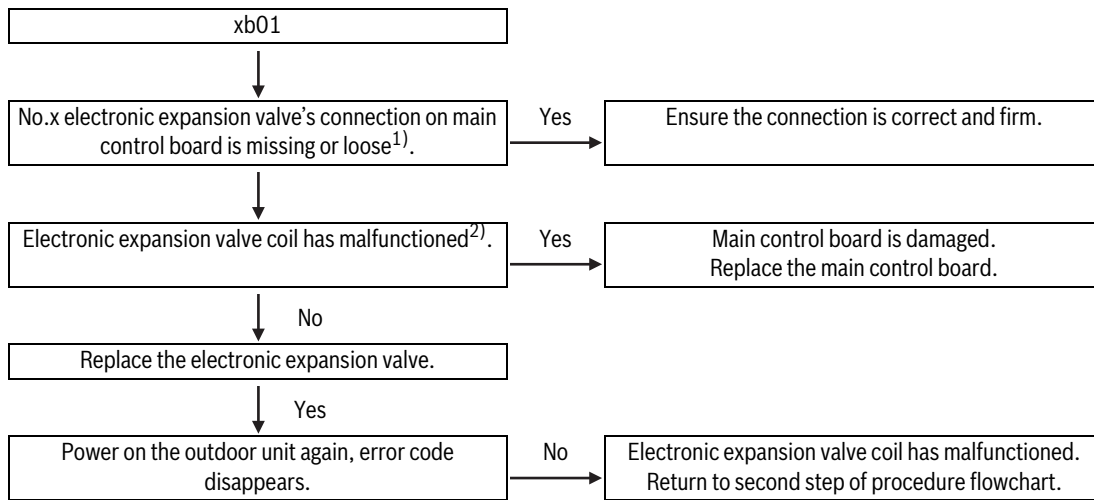 xb01
No.x electronic expansion valve's connection on main
control board is missing or loose1).
Yes
Ensure the connection is correct and firm.
Electronic expansion valve coil has malfunctioned2).
Yes
Main control board is damaged.
Replace the main control board.
No
Replace the electronic expansion valve.
Yes
Power on the outdoor unit again, error code
disappears.
No
Electronic expansion valve coil has malfunctioned.
Return to second step of procedure flowchart.